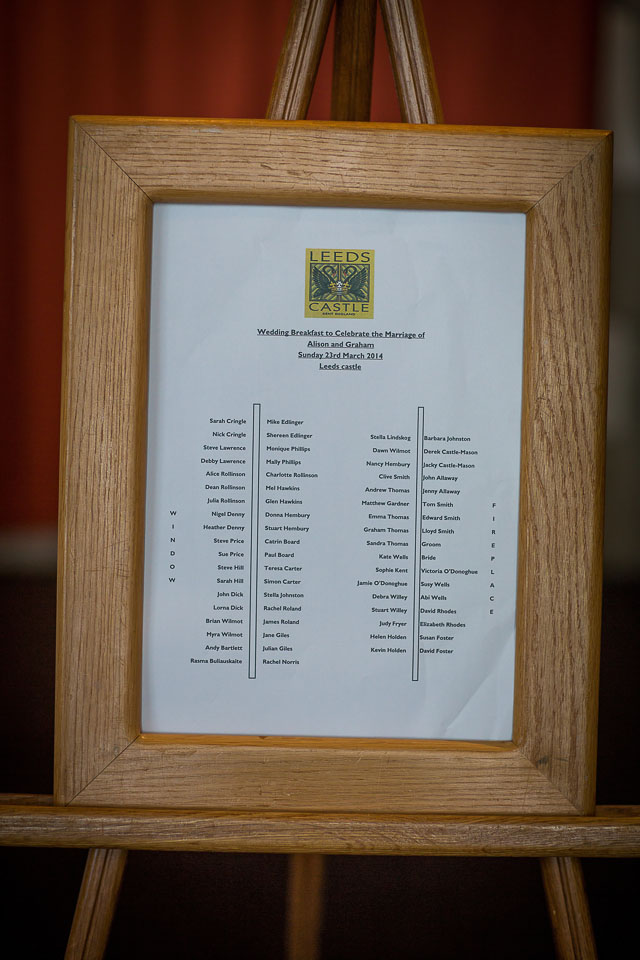 LEEDS
CASTLE
KENT ENGLAND
Wedding Breakfast to Celebrate the Marriage of
Alison and Graham
Sunday 23rd March 2014
Leeds castle
Sarah Cringle Mike Edlinger
Nick Cringle Shereen Edlinger
Steve Lawrence Monique Phillips
Debby Lawrence Mally Phillips
Alice Rollinson Charlotte Rollinson
Dean Rollinson Mel Hawkins
Julia Rollinson Glen Hawkins
Nigel Denny Donna Hembury
Heather Denny Stuart Hembury
Steve Price Catrin Board
Sue Price Paul Board
Steve Hill Teresa Carter
Sarah Hill Simon Carter
John Dick Stella Johnston
Lorna Dick Rachel Roland
Brian Wilmot James Roland
Myra Wilmot Jane Giles
Andy Bartlett Julian Giles
Rasma Buliauskaite Rachel Norris
W
I
N
D
O
W
Stella Lindskog Barbara Johnston
Dawn Wilmot Derek Castle-Mason
Nancy Hembury Jacky Castle-Mason
Clive Smith John Allaway
Andrew Thomas Jenny Allaway
Matthew Gardner Tom Smith
Emma Thomas Edward Smith
Graham Thomas Lloyd Smith
Sandra Thomas Groom
Kate Wells Bride
Sophie Kent Victoria O'Donoghue
Jamie O'Donoghue Susy Wells
Debra Willey Abi Wells
Stuart Willey David Rhodes
Judy Fryer Elizabeth Rhodes
Helen Holden Susan Foster
Kevin Holden David Foster
F
I
R
E
P
L
A
C
E